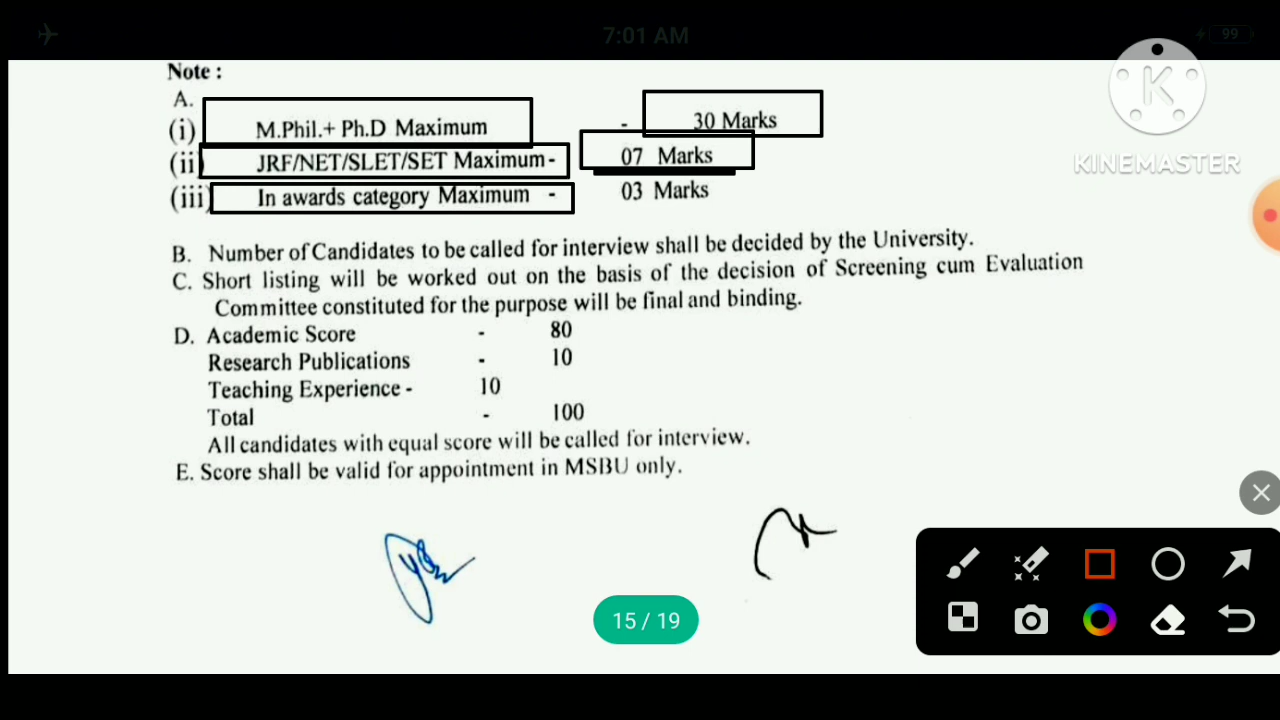 7:01 AM
99
Note :
A.
(i) M.Phil.+ Ph.D Maximum - 30 Marks
(ii) JRF/NET/SLET/SET Maximum- 07 Marks
(iii) In awards category Maximum - 03 Marks
B. Number of Candidates to be called for interview shall be decided by the University.
C. Short listing will be worked out on the basis of the decision of Screening cum Evaluation
Committee constituted for the purpose will be final and binding.
D. Academic Score - 80
Research Publications - 10
Teaching Experience - 10
Total - 100
All candidates with equal score will be called for interview.
E. Score shall be valid for appointment in MSBU only.
15 / 19
K
KINEMASTER